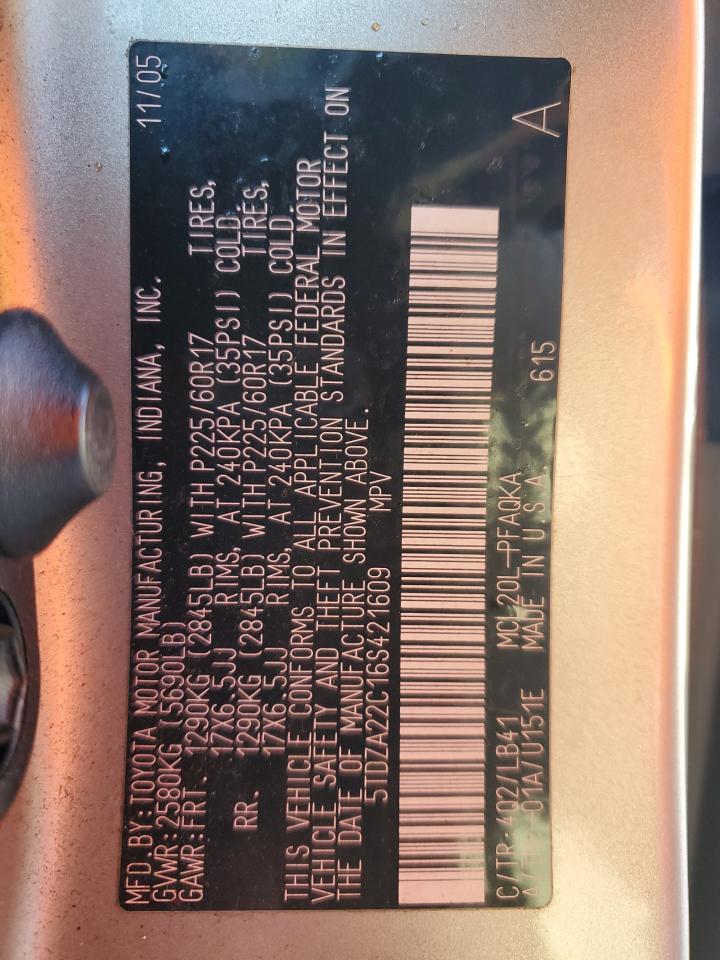 MFD.BY:TOYOTA MOTOR MANUFACTURING, INDIANA, INC. 11/05
GVWR:2580KG (5690LB)
GAWR:FRT. 1290KG (2845LB) WITH P225/60R17 TIRES,
17X6.5JJ RIMS, AT 240KPA (35PSI) COLD.
RR. 1290KG (2845LB) WITH P225/60R17 TIRES,
17X6.5JJ RIMS, AT 240KPA (35PSI) COLD.
THIS VEHICLE CONFORMS TO ALL APPLICABLE FEDERAL MOTOR
VEHICLE SAFETY AND THEFT PREVENTION STANDARDS IN EFFECT ON
THE DATE OF MANUFACTURE SHOWN ABOVE.
5TDZA22C16S421609 MPV
C/TR:4Q2/LB41 MCL20L-PFAQKA A
-01A/U151E MADE IN U.S.A. 615